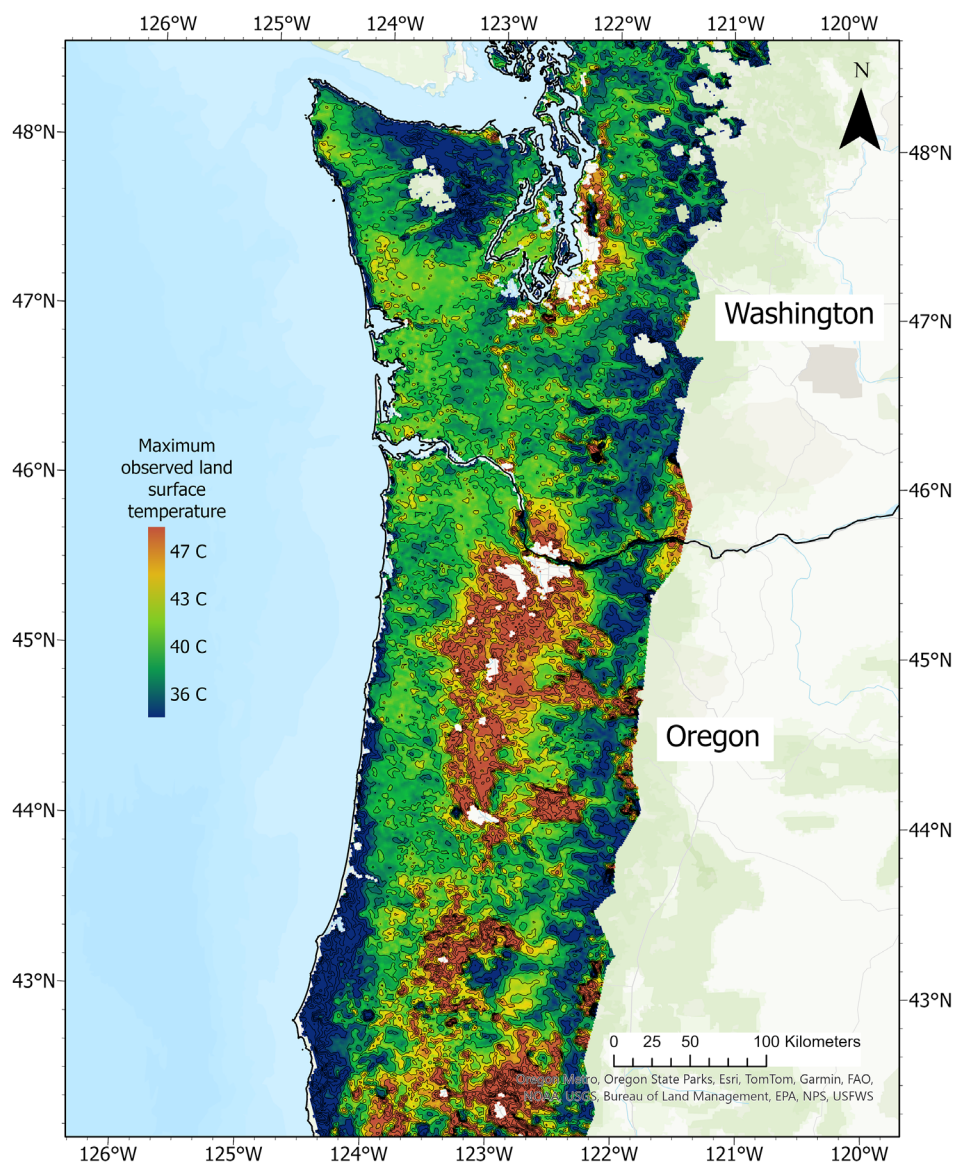 126°W 125°W 124°W 123°W 122°W 121°W 120°W
N
48°N
48°N
47°N
Washington
47°N
Maximum
observed land
surface
temperature
46°N
46°N
47 C
43 C
40 C
36 C
45°N
45°N
Oregon
44°N
44°N
43°N
43°N
0 25 50 100 Kilometers
Oregon Metro, Oregon State Parks, Esri, TomTom, Garmin, FAO,
NOAA, USGS, Bureau of Land Management, EPA, NPS, USFWS
126°W 125°W 124°W 123°W 122°W 121°W 120°W